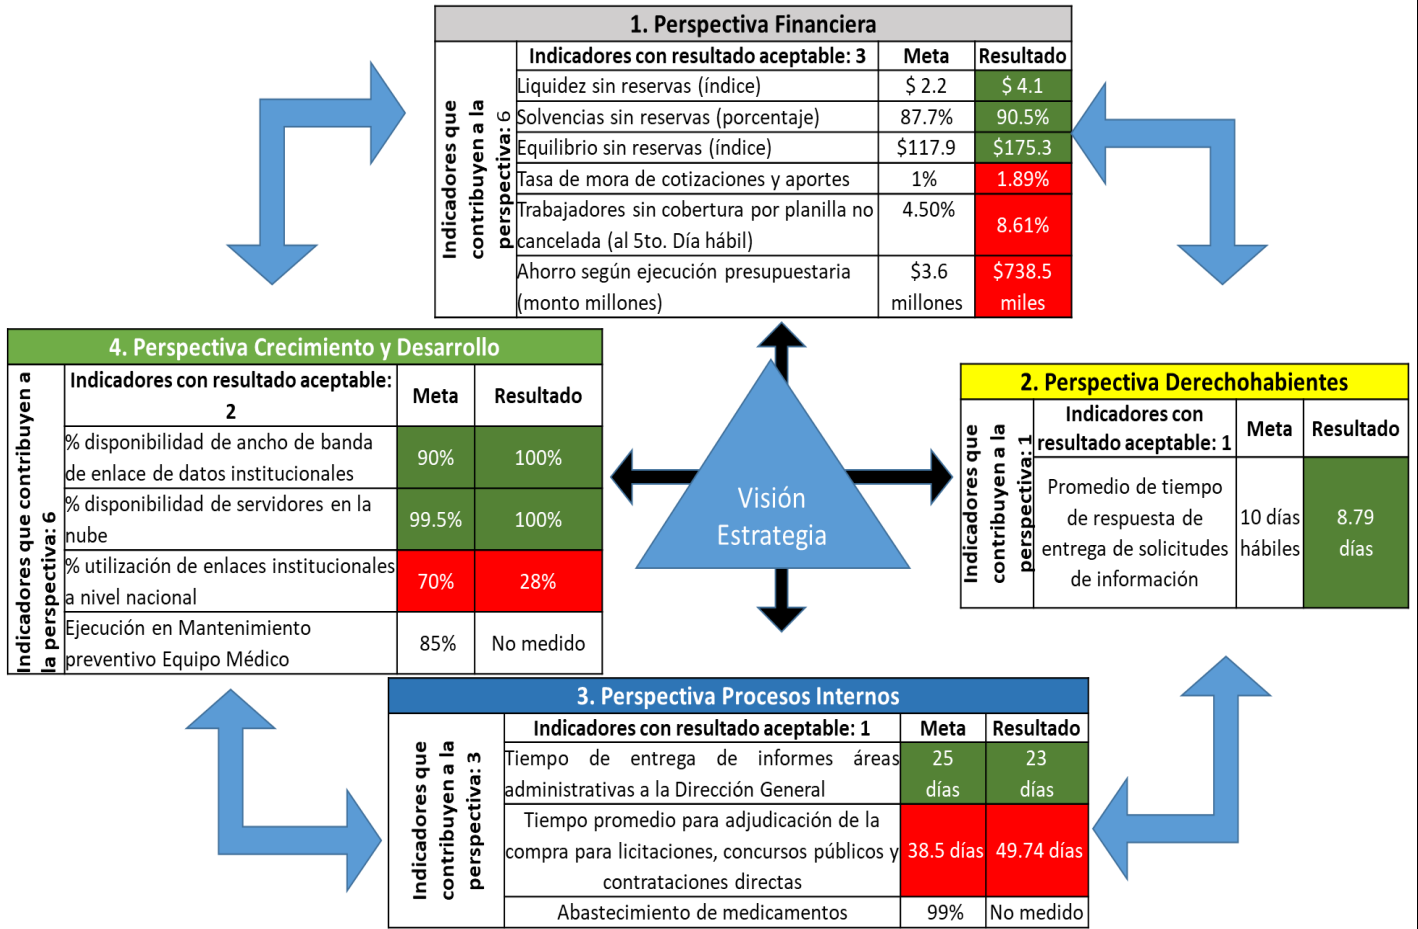 1. Perspectiva Financiera
Indicadores que
contribuyen a la
perspectiva: 6
Indicadores con resultado aceptable: 3 Meta Resultado
Liquidez sin reservas (índice) $ 2.2 $ 4.1
Solvencias sin reservas (porcentaje) 87.7% 90.5%
Equilibrio sin reservas (índice) $117.9 $175.3
Tasa de mora de cotizaciones y aportes 1% 1.89%
Trabajadores sin cobertura por planilla no
cancelada (al 5to. Día hábil)
4.50%
8.61%
Ahorro según ejecución presupuestaria
(monto millones)
$3.6
millones
$738.5
miles
4. Perspectiva Crecimiento y Desarrollo
Indicadores que contribuyen a
la perspectiva: 6
Indicadores con resultado aceptable:
2
Meta Resultado
% disponibilidad de ancho de banda
de enlace de datos institucionales
90% 100%
% disponibilidad de servidores en la
nube
99.5% 100%
% utilización de enlaces institucionales
a nivel nacional
70% 28%
Ejecución en Mantenimiento
preventivo Equipo Médico
85% No medido
Visión
Estrategia
2. Perspectiva Derechohabientes
Indicadores que
contribuyen a la
perspectiva: 1
Indicadores con
resultado aceptable: 1
Meta Resultado
Promedio de tiempo
de respuesta de
entrega de solicitudes
de información
10 días
hábiles
8.79
días
3. Perspectiva Procesos Internos
Indicadores que
contribuyen a la
perspectiva: 3
Indicadores con resultado aceptable: 1 Meta Resultado
Tiempo de entrega de informes áreas
administrativas a la Dirección General
25
días
23
días
Tiempo promedio para adjudicación de la
compra para licitaciones, concursos públicos y
contrataciones directas
38.5 días 49.74 días
Abastecimiento de medicamentos 99% No medido